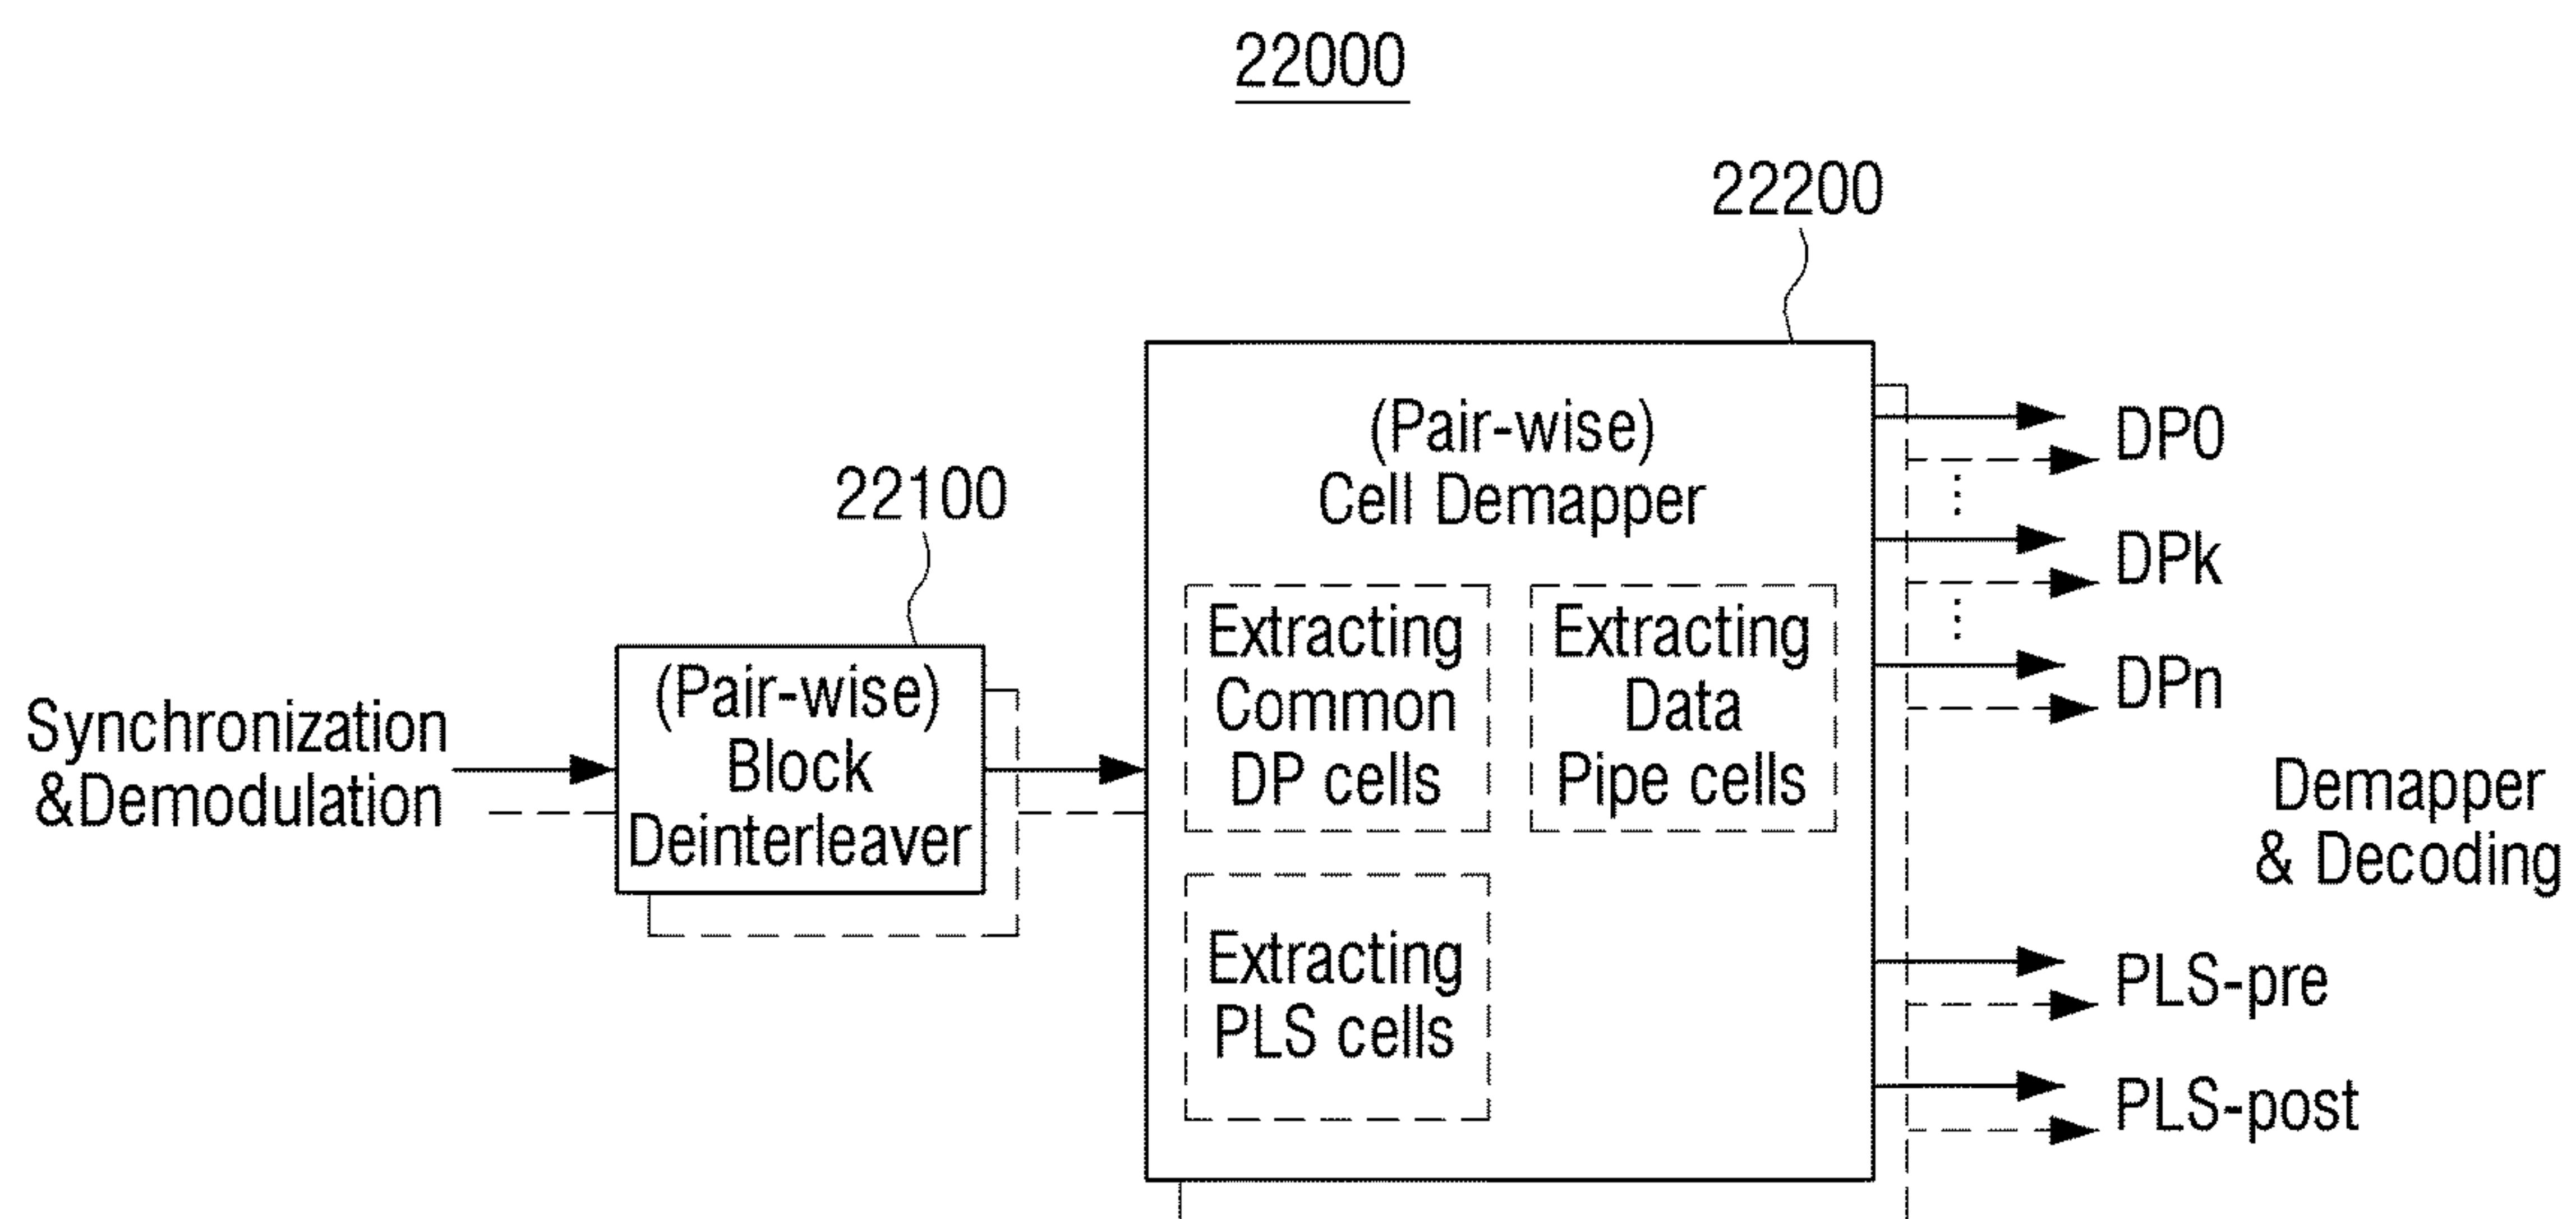 22000
22200
22100
Synchronization
&Demodulation
(Pair-wise)
Block
Deinterleaver
(Pair-wise)
Cell Demapper
Extracting
Common
DP cells
Extracting
Data
Pipe cells
Extracting
PLS cells
DP0
DPk
DPn
Demapper
& Decoding
PLS-pre
PLS-post